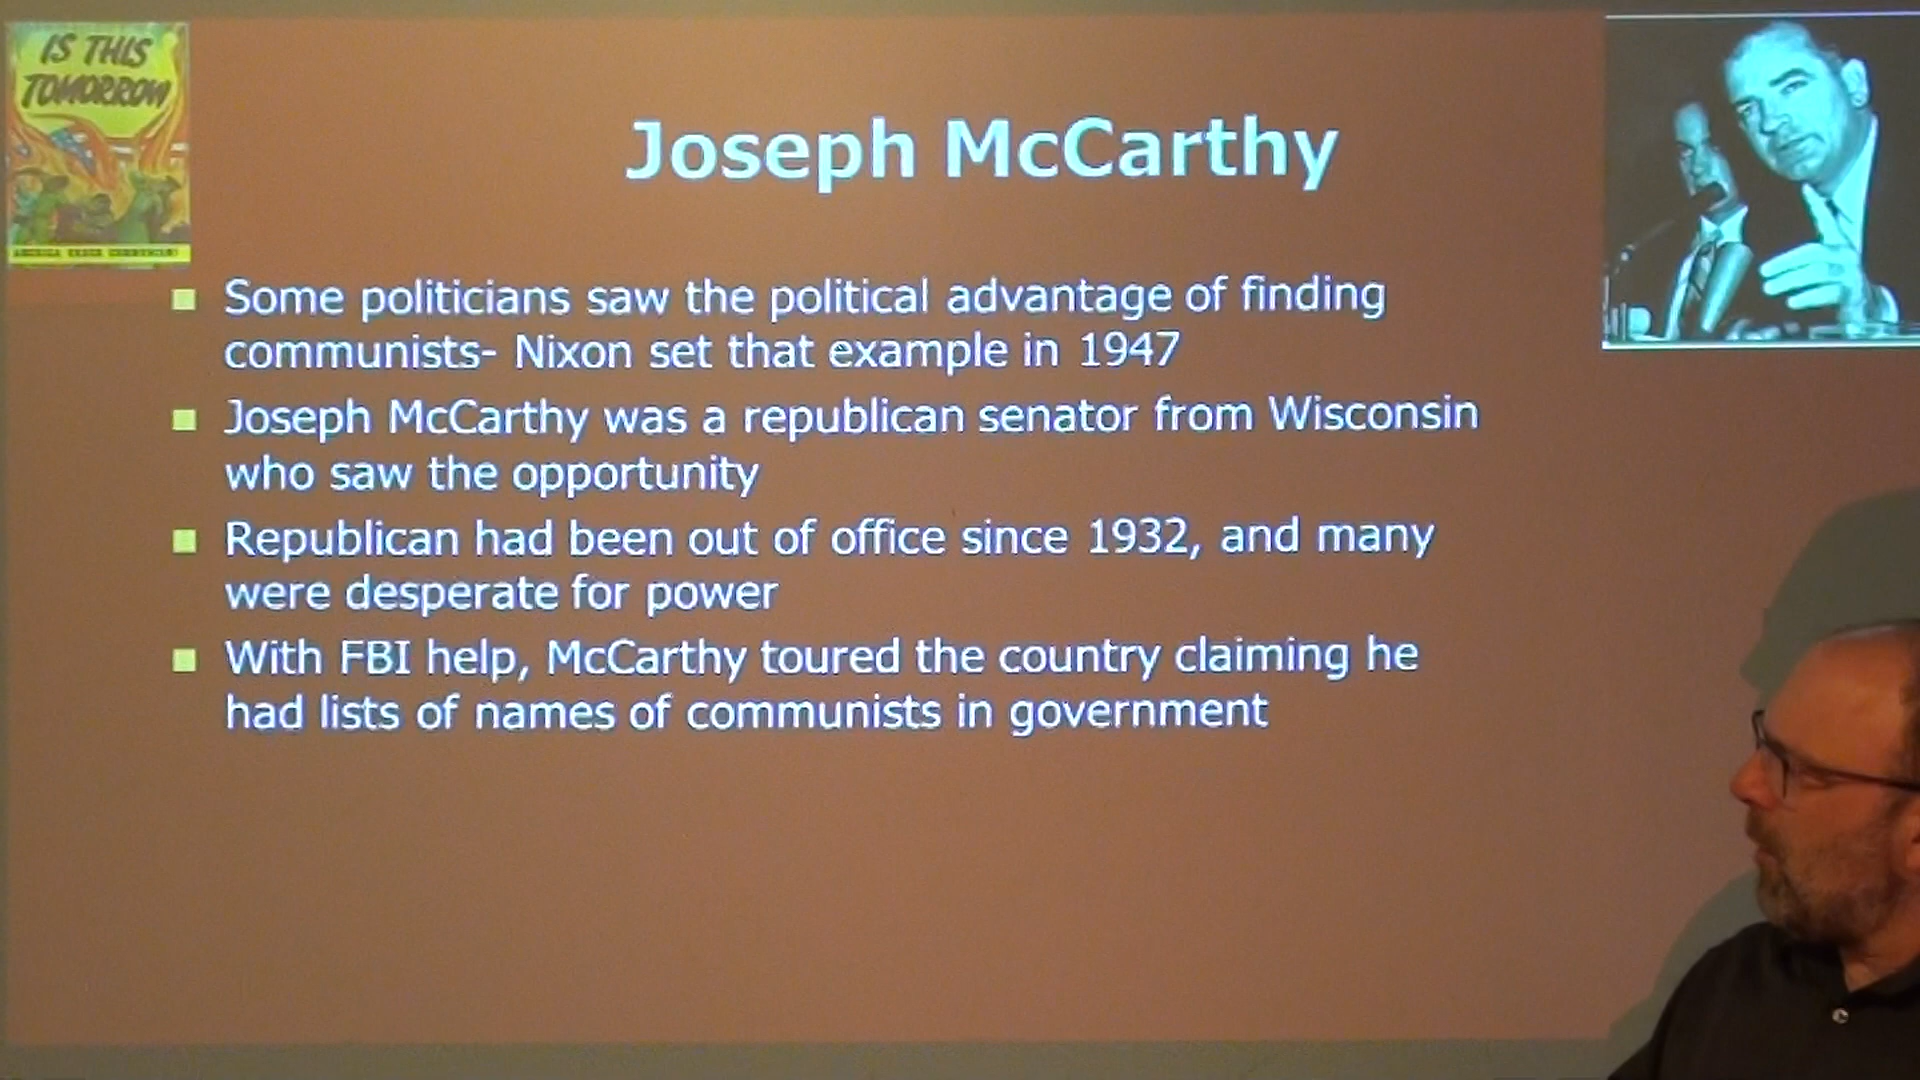 IS THIS
TOMORROW
AMERICA UNDER COMMUNISM!
Joseph McCarthy
Some politicians saw the political advantage of finding
communists- Nixon set that example in 1947
Joseph McCarthy was a republican senator from Wisconsin
who saw the opportunity
Republican had been out of office since 1932, and many
were desperate for power
With FBI help, McCarthy toured the country claiming he
had lists of names of communists in government